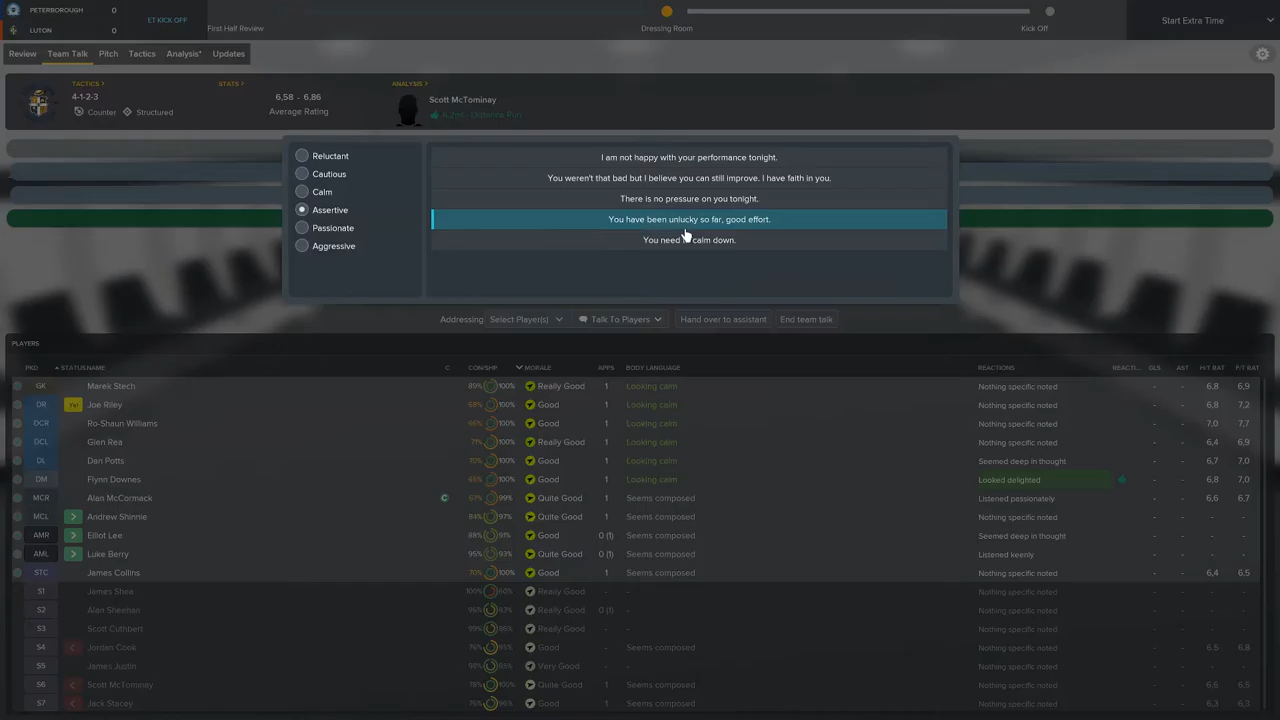 PETERBOROUGH 0
LUTON 0
ET KICK OFF
First Half Review
Dressing Room
Kick Off
Start Extra Time
Review Team Talk Pitch Tactics Analysis* Updates
TACTICS >
4-1-2-3
Counter Structured
STATS >
6,58 - 6,86
Average Rating
ANALYSIS >
Scott McTominay
Distance Run
Reluctant
Cautious
Calm
Assertive
Passionate
Aggressive
I am not happy with your performance tonight.
You weren't that bad but I believe you can still improve. I have faith in you.
There is no pressure on you tonight.
You have been unlucky so far, good effort.
You need calm down.
Addressing Select Player(s) Talk To Players Hand over to assistant End team talk
PLAYERS
PKD STATUS NAME C CON/SHP MORALE APPS BODY LANGUAGE REACTIONS REACTI... GLS AST H/T RAT F/T RAT
GK Marek Stech 89% 100% Really Good 1 Looking calm Nothing specific noted - - 6,8 6,9
DR Yel Joe Riley 68% 100% Good 1 Looking calm Nothing specific noted - - 6,8 7,2
DCR Ro-Shaun Williams 100% Good 1 Looking calm Nothing specific noted - - 7,0 7,7
DCL Glen Rea 71% 100% Really Good 1 Looking calm Nothing specific noted - - 6,4 6,9
DL Dan Potts 70% 100% Good 1 Looking calm Seemed deep in thought - - 6,7 7,0
DM Flynn Downes 100% Good 1 Looking calm Looked delighted - - 6,8 7,0
MCR Alan McCormack C 67% 99% Quite Good 1 Seems composed Listened passionately - - 6,6 6,7
MCL Andrew Shinnie 84% 97% Quite Good 1 Seems composed Nothing specific noted - -
AMR Elliot Lee 88% 91% Good 0 (1) Seems composed Seemed deep in thought - -
AML Luke Berry 95% 93% Quite Good 0 (1) Seems composed Listened keenly - -
STC James Collins 70% 100% Good 1 Seems composed Nothing specific noted - - 6,4 6,5
S1 James Shea 100% Really Good - - Nothing specific noted - -
S2 Alan Sheehan Really Good 0 (1) - Nothing specific noted - -
S3 Scott Cuthbert Really Good - - Nothing specific noted - -
S4 Jordan Cook 76% Good - Seems composed Nothing specific noted - - 6.5 6,8
S5 James Justin Very Good - - Nothing specific noted - -
S6 Scott McTominay 100% Quite Good - Seems composed Nothing specific noted - - 6,6 6,5
S7 Jack Stacey Good - Seems composed Nothing specific noted - - 6,3 6,3